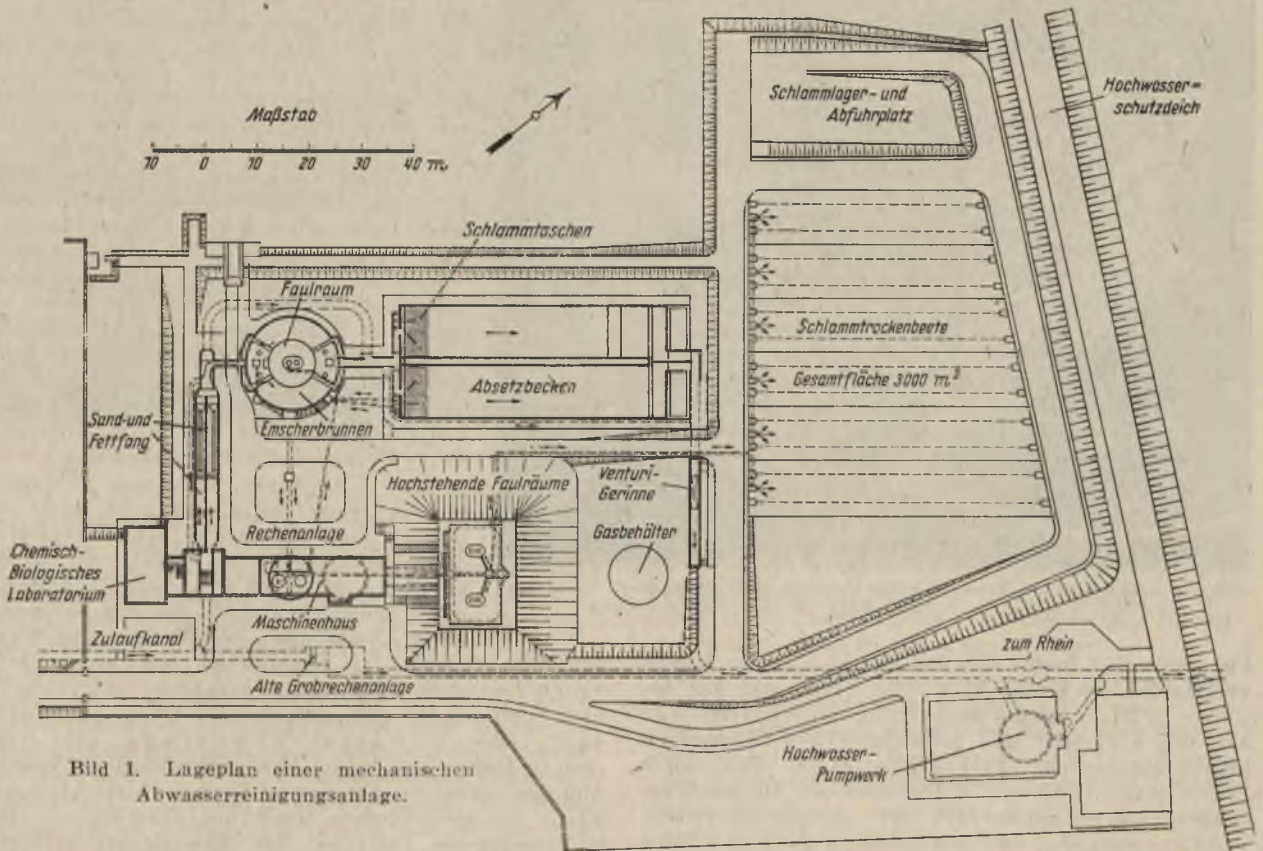 Maßstab
10 0 10 20 30 40 m
Schlammlager- und
Abfuhrplatz
Hochwasser=
schutzdeich
Schlammtaschen
Faulraum
Schlammtrockenbeete
Gesamtfläche 3000 m²
Absetzbecken
Sand- und
Fettfang
Emscherbrunnen
Hochstehende Faulräume
Venturi-
Gerinne
Rechenanlage
Gasbehälter
Chemisch-
Biologisches
Laboratorium
Maschinenhaus
Zulaufkanal
zum Rhein
Alte Grobrechenanlage
Hochwasser-
Pumpwerk
Bild 1. Lageplan einer mechanischen
Abwasserreinigungsanlage.